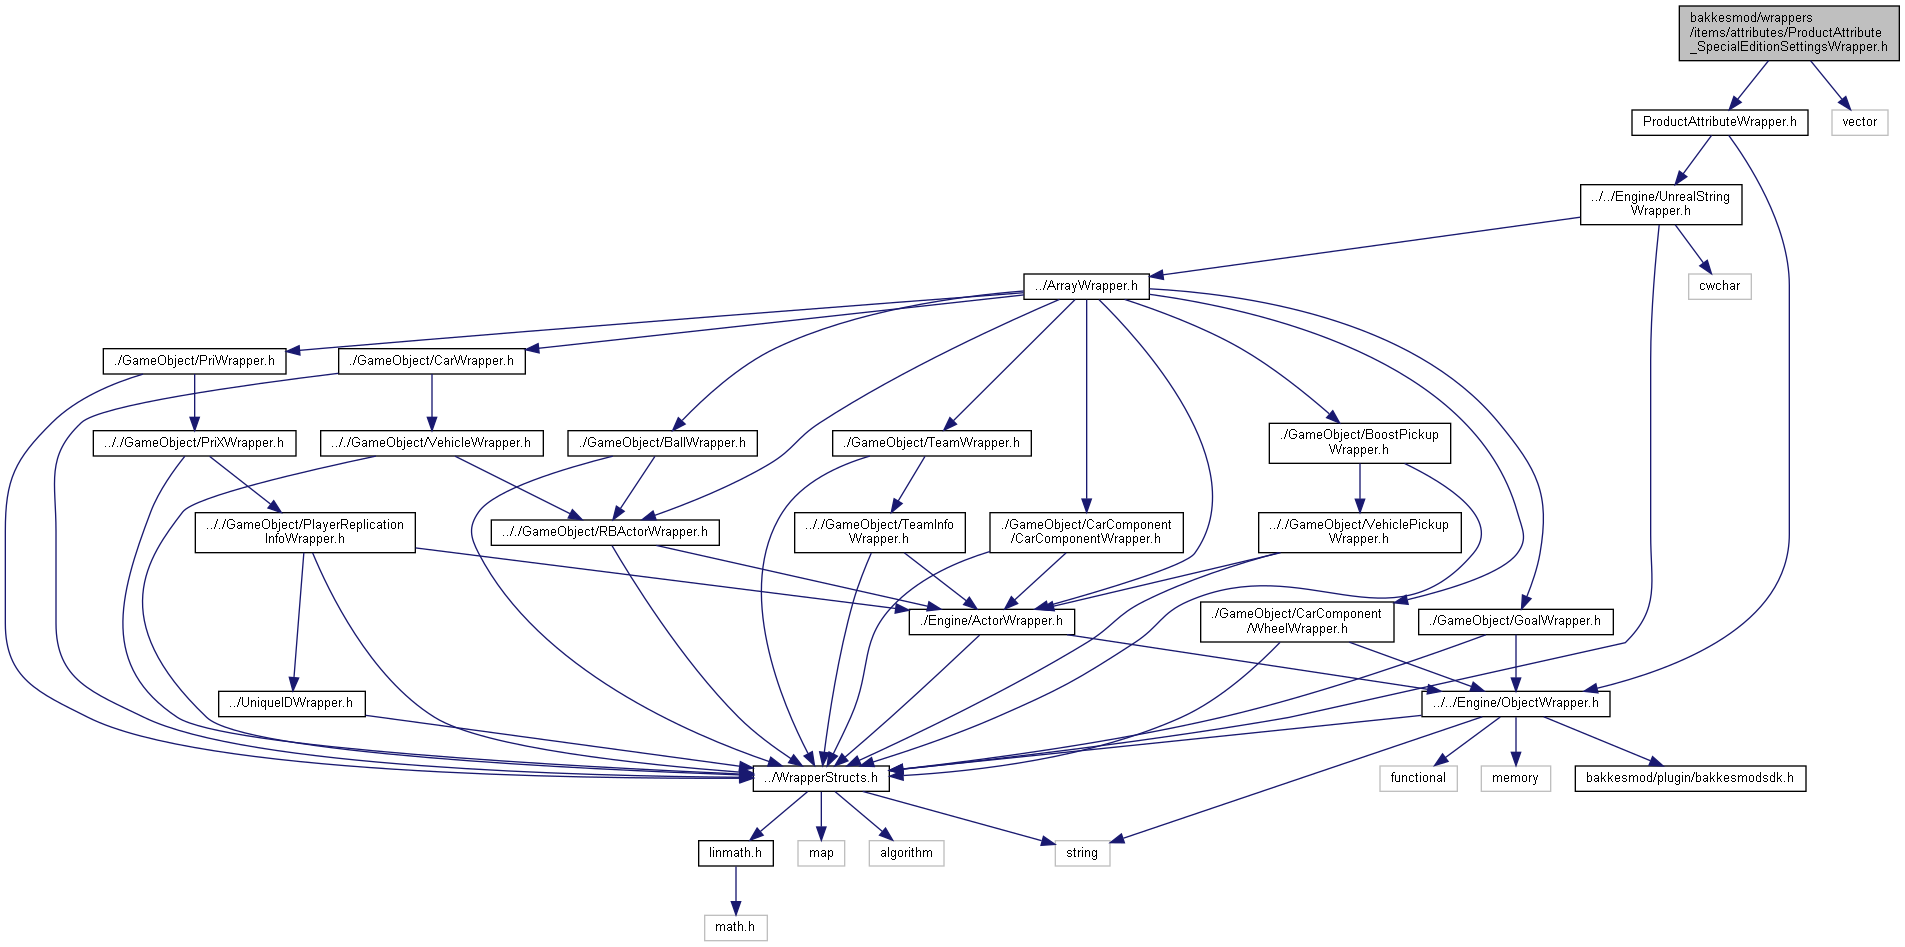 bakkesmod/wrappers
/items/attributes/ProductAttribute
_SpecialEditionSettingsWrapper.h
ProductAttributeWrapper.h
vector
../../Engine/UnrealString
Wrapper.h
../ArrayWrapper.h
cwchar
./GameObject/PriWrapper.h
./GameObject/CarWrapper.h
.././GameObject/PriXWrapper.h
.././GameObject/VehicleWrapper.h
./GameObject/BallWrapper.h
./GameObject/TeamWrapper.h
./GameObject/BoostPickup
Wrapper.h
.././GameObject/PlayerReplication
InfoWrapper.h
.././GameObject/RBActorWrapper.h
.././GameObject/TeamInfo
Wrapper.h
./GameObject/CarComponent
/CarComponentWrapper.h
.././GameObject/VehiclePickup
Wrapper.h
./Engine/ActorWrapper.h
./GameObject/CarComponent
/WheelWrapper.h
./GameObject/GoalWrapper.h
../UniqueIDWrapper.h
../../Engine/ObjectWrapper.h
../WrapperStructs.h
functional
memory
bakkesmod/plugin/bakkesmodsdk.h
linmath.h
map
algorithm
string
math.h